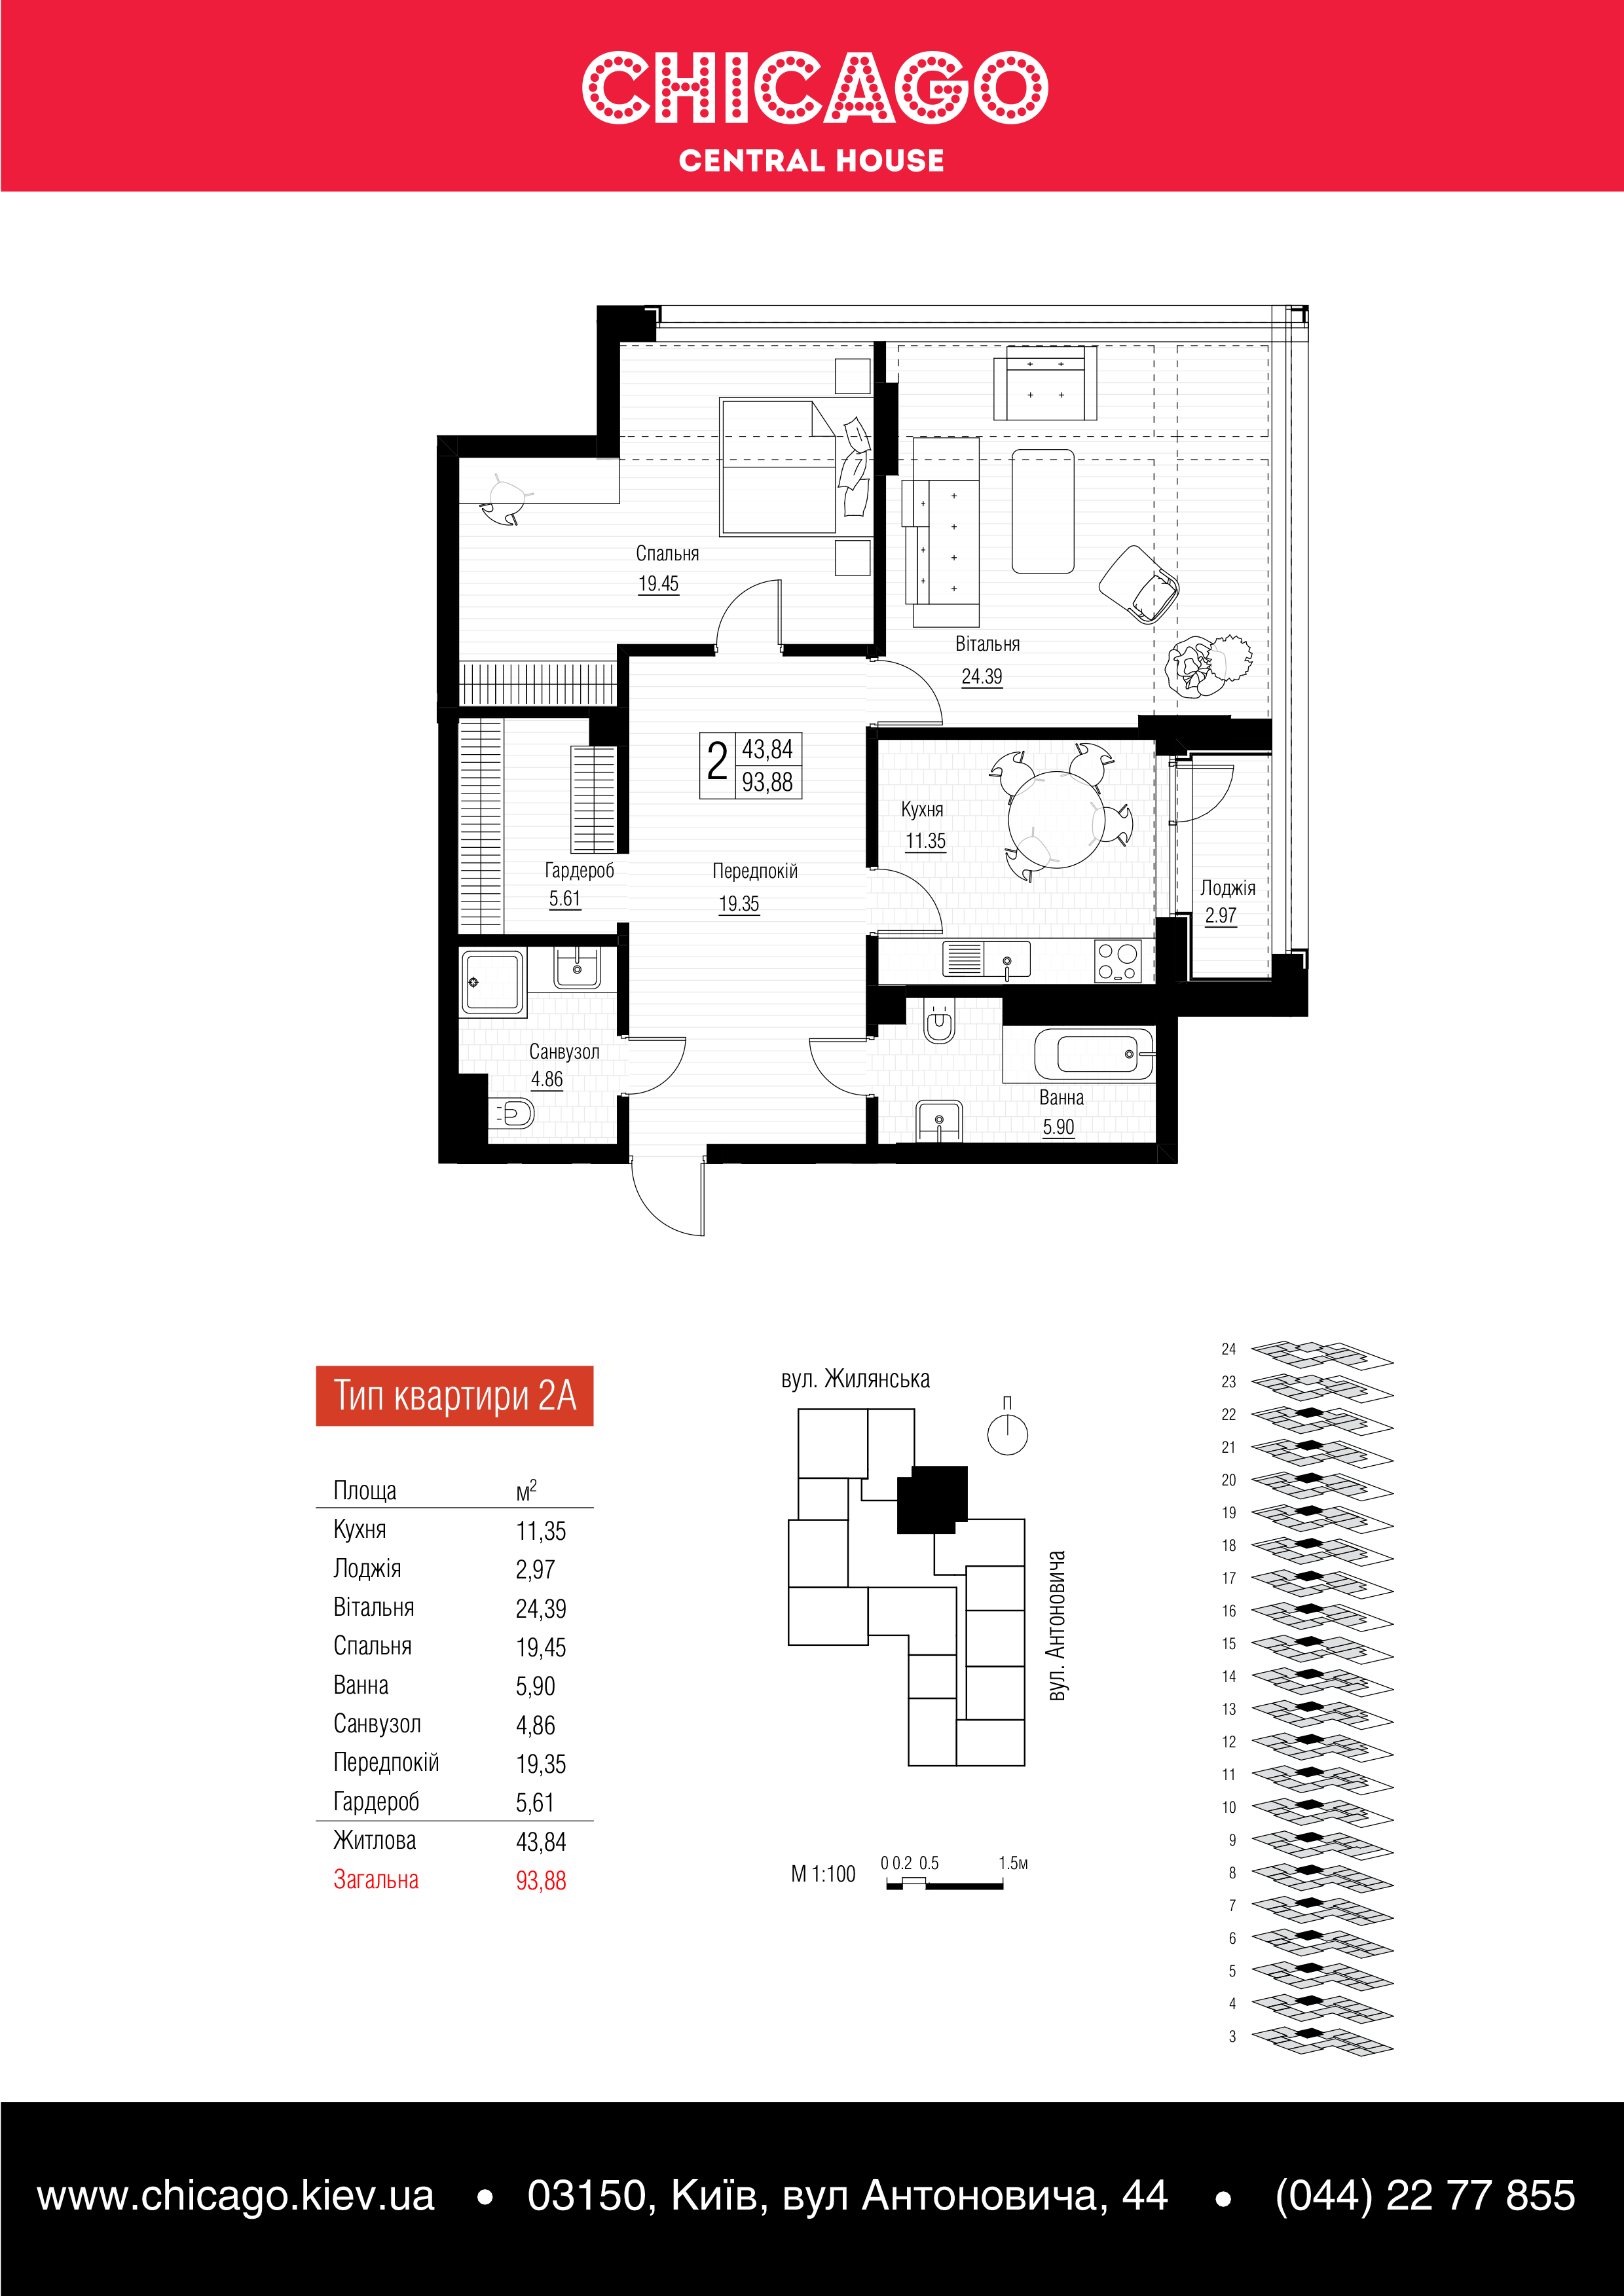 CHICAGO
CENTRAL HOUSE
Спальня
19.45
Вітальня
24.39
2
43,84
93,88
Кухня
11.35
Гардероб
5.61
Передпокій
19.35
Лоджія
2.97
Санвузол
4.86
Ванна
5.90
Тип квартири 2А
Площа м²
Кухня 11,35
Лоджія 2,97
Вітальня 24,39
Спальня 19,45
Ванна 5,90
Санвузол 4,86
Передпокій 19,35
Гардероб 5,61
Житлова 43,84
Загальна 93,88
вул. Жилянська
П
вул. Антоновича
М 1:100
0 0.2 0.5 1.5м
24
23
22
21
20
19
18
17
16
15
14
13
12
11
10
9
8
7
6
5
4
3
www.chicago.kiev.ua • 03150, Київ, вул Антоновича, 44 • (044) 22 77 855